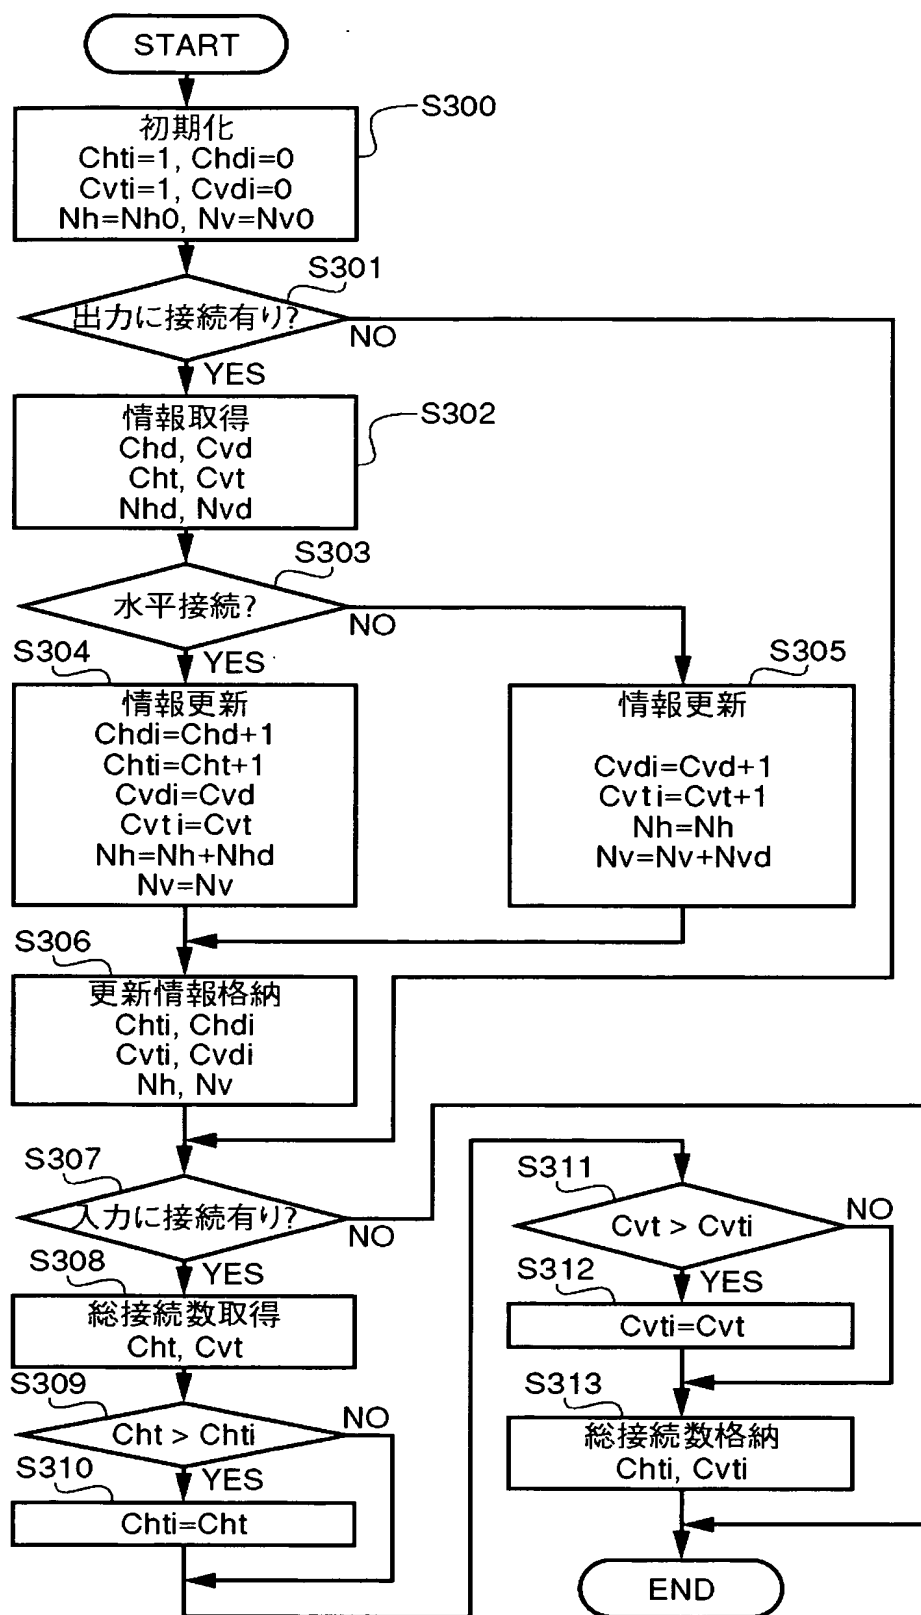 START
S300
初期化
Chti=1, Chdi=0
Cvti=1, Cvdi=0
Nh=Nh0, Nv=Nv0
S301
出力に接続有り?
NO
YES
S302
情報取得
Chd, Cvd
Cht, Cvt
Nhd, Nvd
S303
水平接続?
NO
YES
S304
情報更新
Chdi=Chd+1
Chti=Cht+1
Cvdi=Cvd
Cvti=Cvt
Nh=Nh+Nhd
Nv=Nv
S305
情報更新
Cvdi=Cvd+1
Cvti=Cvt+1
Nh=Nh
Nv=Nv+Nvd
S306
更新情報格納
Chti, Chdi
Cvti, Cvdi
Nh, Nv
S307
入力に接続有り?
NO
YES
S308
総接続数取得
Cht, Cvt
S309
Cht > Chti
NO
YES
S310
Chti=Cht
S311
Cvt > Cvti
NO
YES
S312
Cvti=Cvt
S313
総接続数格納
Chti, Cvti
END